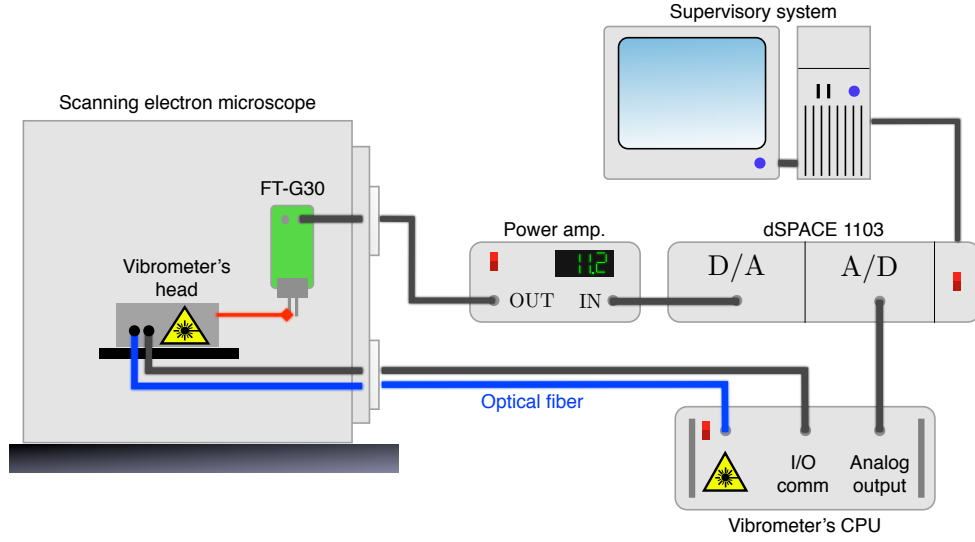 Supervisory system
Scanning electron microscope
FT-G30
Power amp.
dSPACE 1103
11.2
D/A
A/D
Vibrometer's
head
OUT
IN
Optical fiber
I/O
comm
Analog
output
Vibrometer's CPU